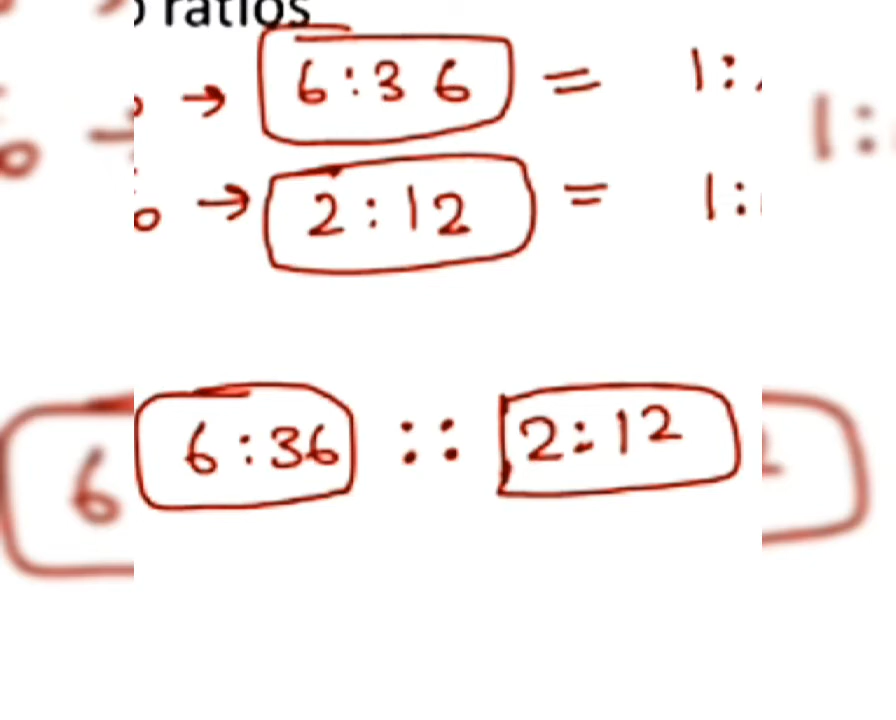 ratios
→ 6:36 = 1:
→ 2:12 = 1:
6:36 :: 2:12